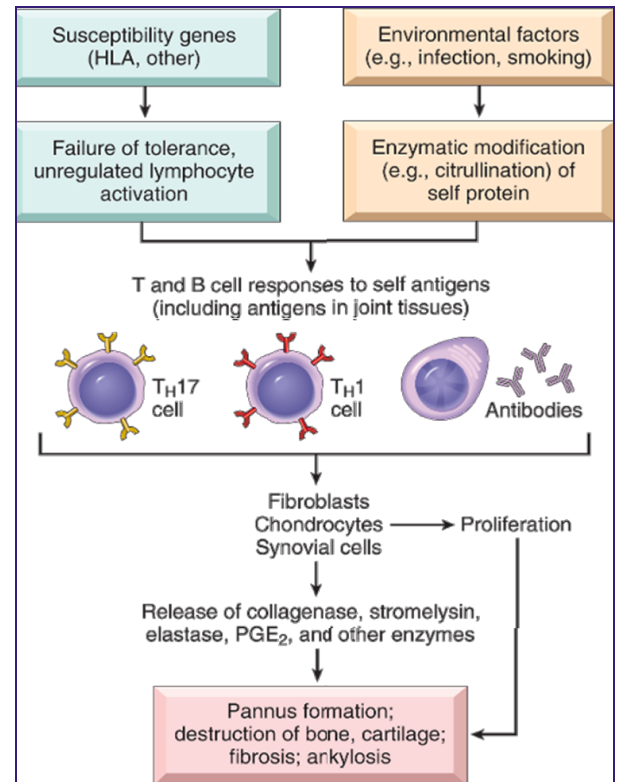 Susceptibility genes
(HLA, other)
Environmental factors
(e.g., infection, smoking)
Failure of tolerance,
unregulated lymphocyte
activation
Enzymatic modification
(e.g., citrullination) of
self protein
T and B cell responses to self antigens
(including antigens in joint tissues)
TH17
cell
TH1
cell
Antibodies
Fibroblasts
Chondrocytes
Synovial cells
Proliferation
Release of collagenase, stromelysin,
elastase, PGE2, and other enzymes
Pannus formation;
destruction of bone, cartilage;
fibrosis; ankylosis